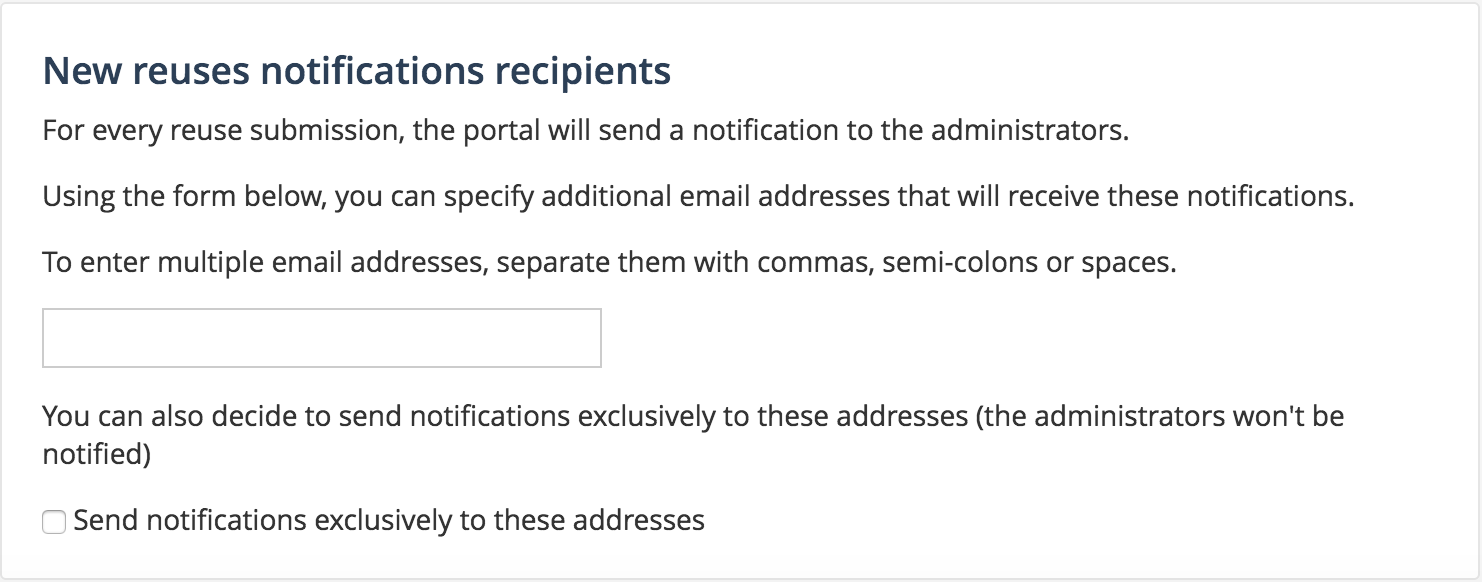 New reuses notifications recipients
For every reuse submission, the portal will send a notification to the administrators.
Using the form below, you can specify additional email addresses that will receive these notifications.
To enter multiple email addresses, separate them with commas, semi-colons or spaces.
You can also decide to send notifications exclusively to these addresses (the administrators won't be
notified)
Send notifications exclusively to these addresses